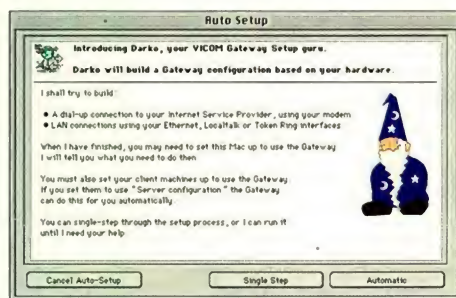 Auto Setup
Introducing Darko, your VICOM Gateway Setup guru.
Darko will build a Gateway configuration based on your hardware.
I shall try to build:
● A dial-up connection to your Internet Service Provider, using your modem
● LAN connections using your Ethernet, LocalTalk or Token Ring interfaces
When I have finished, you may need to set this Mac up to use the Gateway
I will tell you what you need to do then
You must also set your client machines up to use the Gateway
If you set them to use "Server configuration" the Gateway
can do this for you automatically
You can single-step through the setup process, or I can run it
until I need your help
Cancel Auto-Setup
Single Step
Automatic